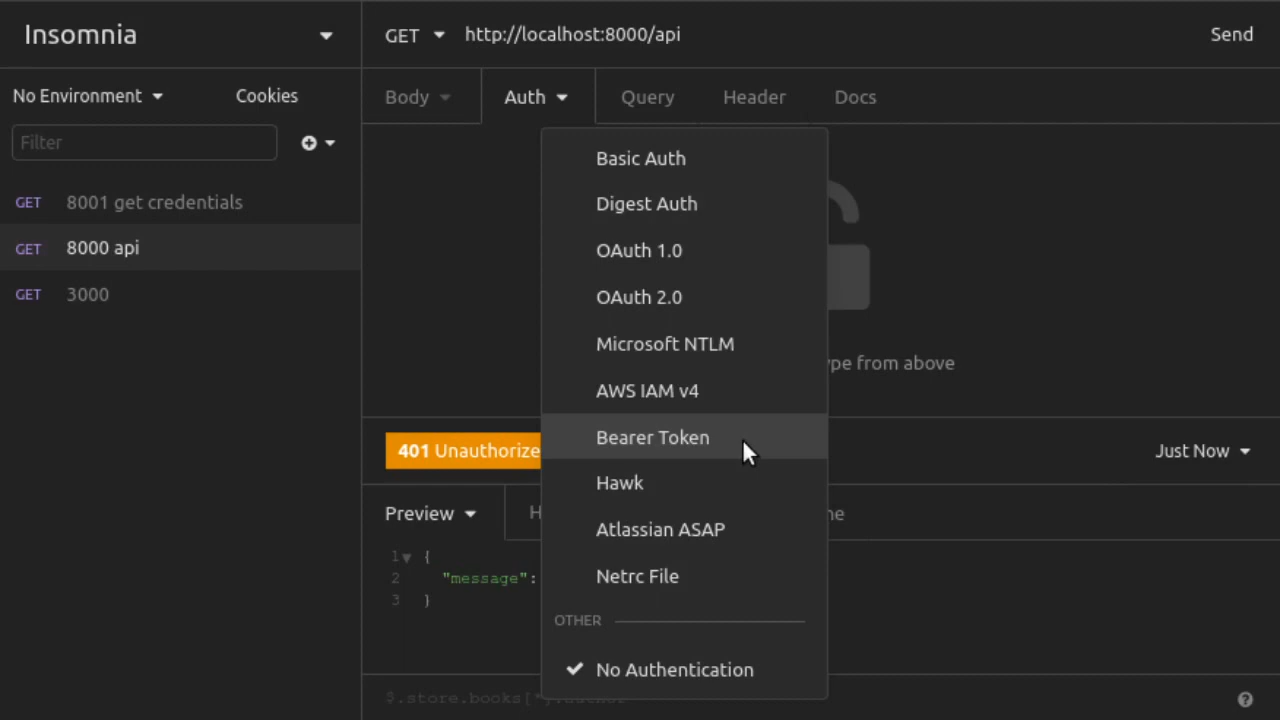 Insomnia
GET http://localhost:8000/api Send
No Environment Cookies
Body Auth Query Header Docs
Filter
GET 8001 get credentials
GET 8000 api
GET 3000
Basic Auth
Digest Auth
OAuth 1.0
OAuth 2.0
Microsoft NTLM
AWS IAM v4
Bearer Token
Hawk
Atlassian ASAP
Netrc File
OTHER
No Authentication
from above
401 Unauthorize
Just Now
Preview
1 {
2 "message":
3 }
$.store.books[